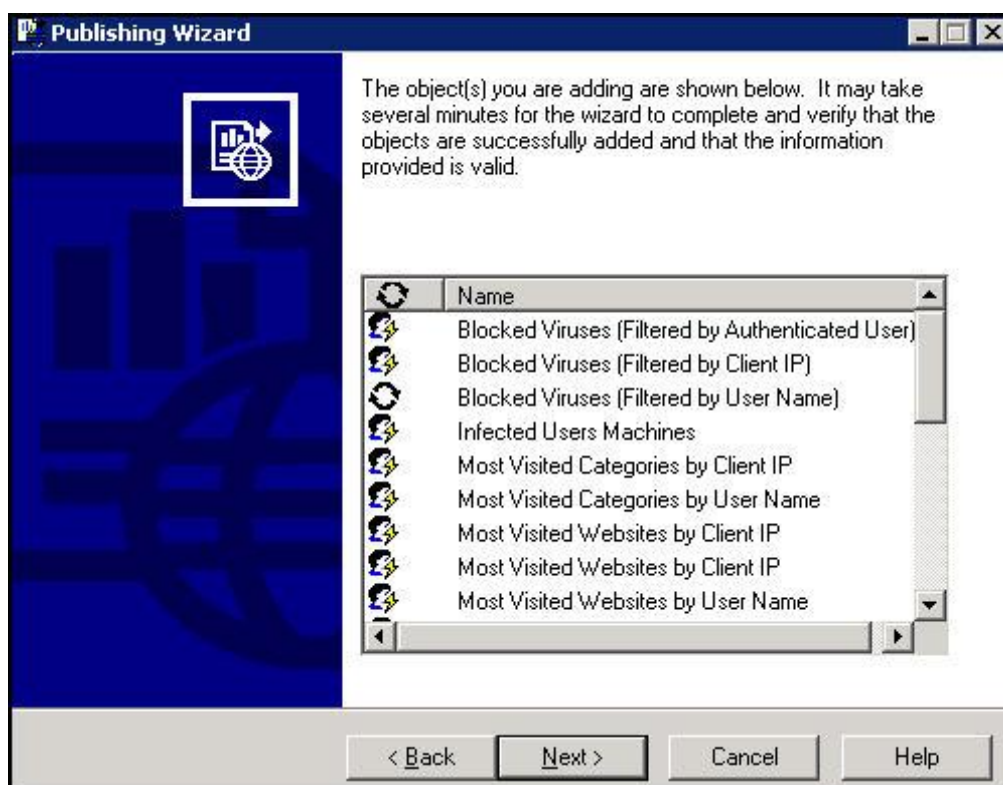 Publishing Wizard
The object(s) you are adding are shown below. It may take
several minutes for the wizard to complete and verify that the
objects are successfully added and that the information
provided is valid.
Name
Blocked Viruses (Filtered by Authenticated User)
Blocked Viruses (Filtered by Client IP)
Blocked Viruses (Filtered by User Name)
Infected Users Machines
Most Visited Categories by Client IP
Most Visited Categories by User Name
Most Visited Websites by Client IP
Most Visited Websites by Client IP
Most Visited Websites by User Name
< Back Next > Cancel Help